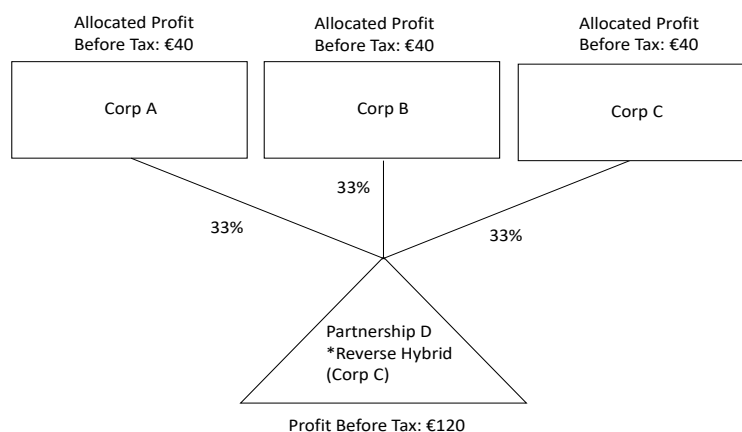 Allocated Profit
Before Tax: €40
Allocated Profit
Before Tax: €40
Allocated Profit
Before Tax: €40
Corp A
Corp B
Corp C
33%
33%
33%
Partnership D
*Reverse Hybrid
(Corp C)
Profit Before Tax: €120